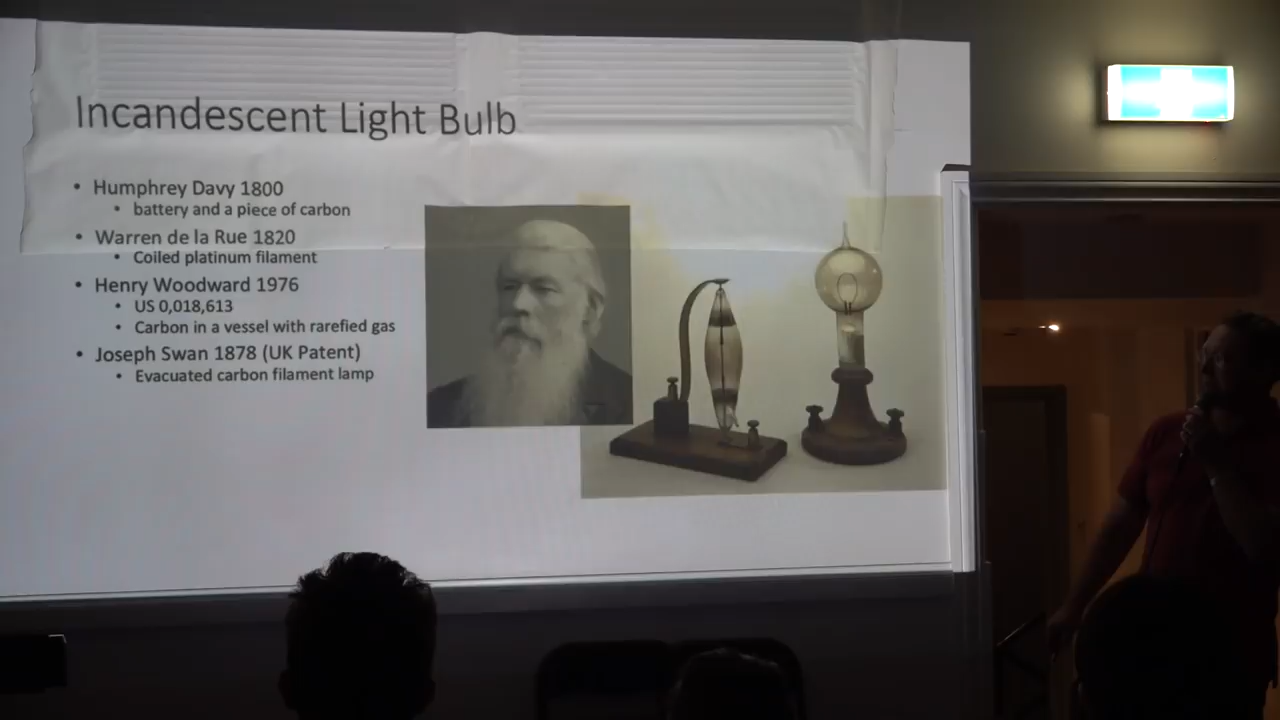 Incandescent Light Bulb
• Humphrey Davy 1800
• battery and a piece of carbon
• Warren de la Rue 1820
• Coiled platinum filament
• Henry Woodward 1976
• US 0,018,613
• Carbon in a vessel with rarefied gas
• Joseph Swan 1878 (UK Patent)
• Evacuated carbon filament lamp